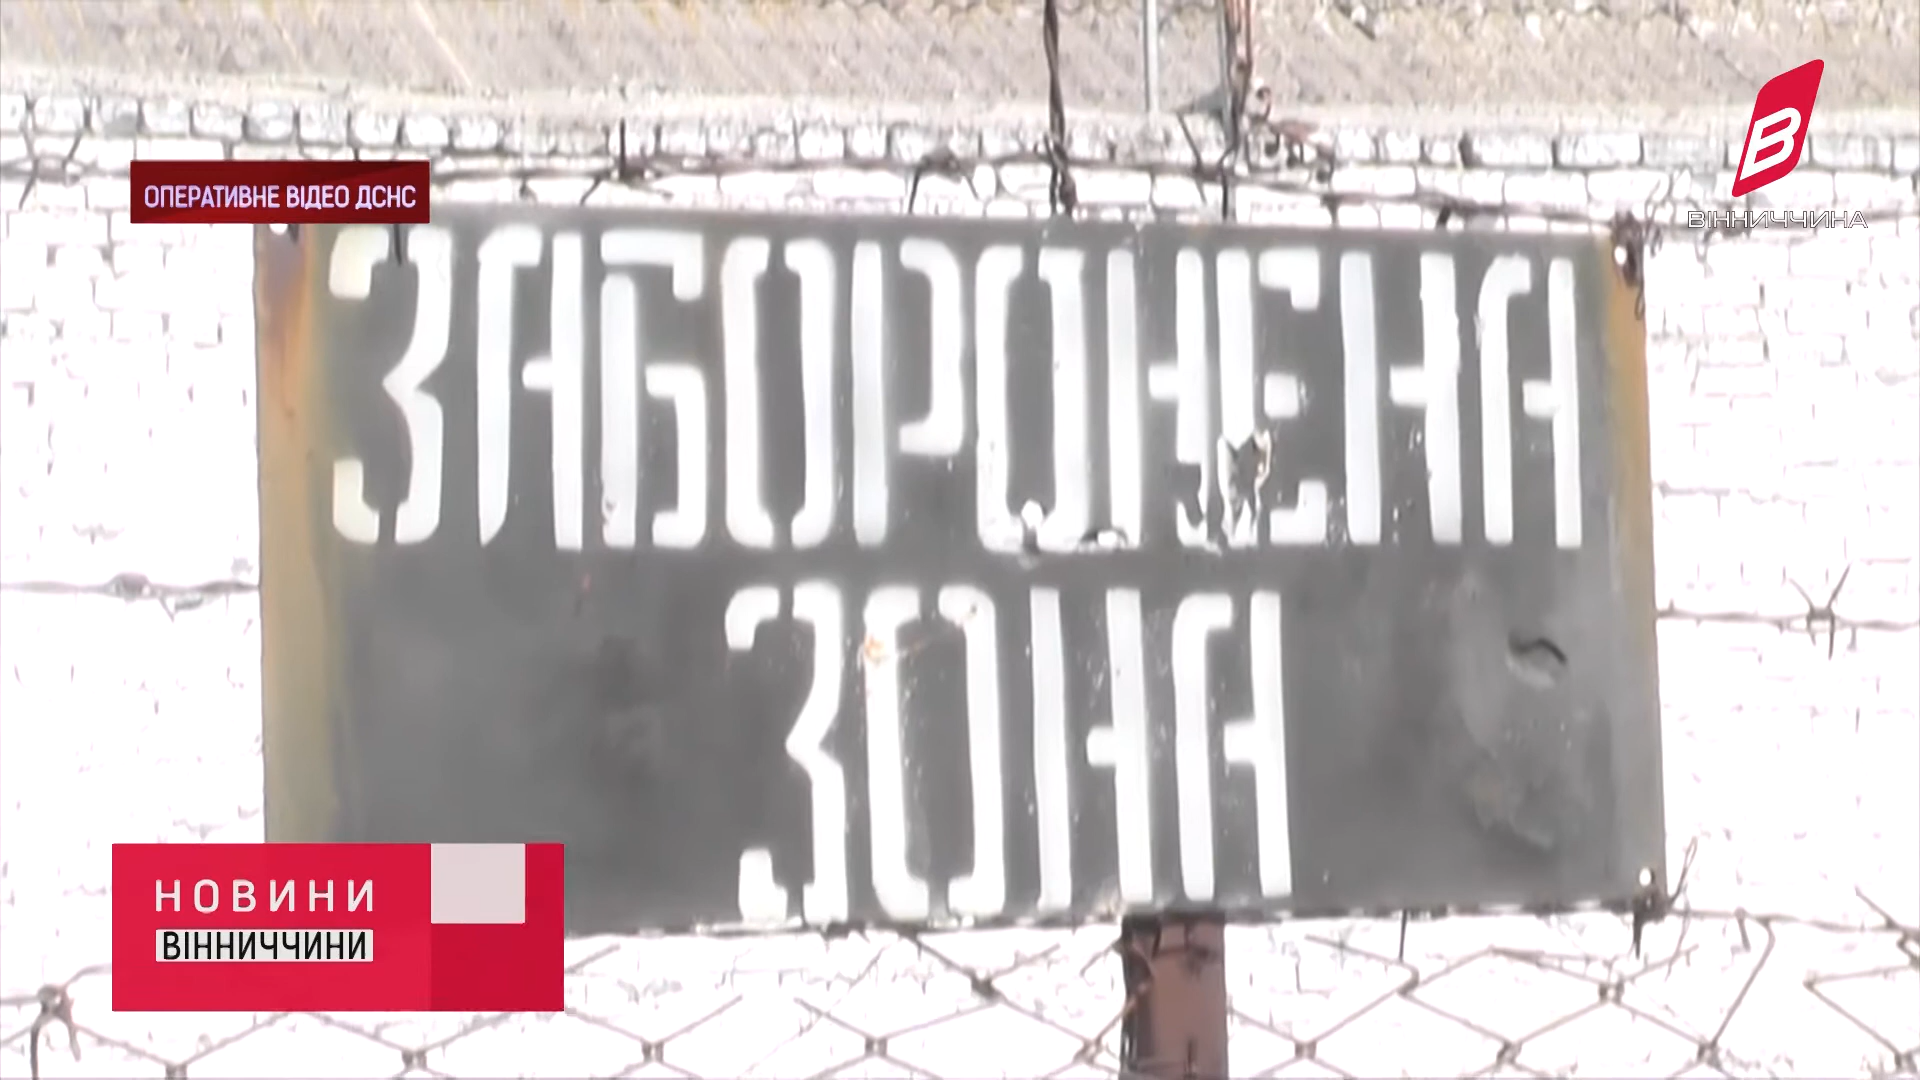 ОПЕРАТИВНЕ ВІДЕО ДСНС
В
ВІННИЧЧИНА
ЗАБОРОНЕНА
ЗОНА
НОВИНИ
ВІННИЧЧИНИ